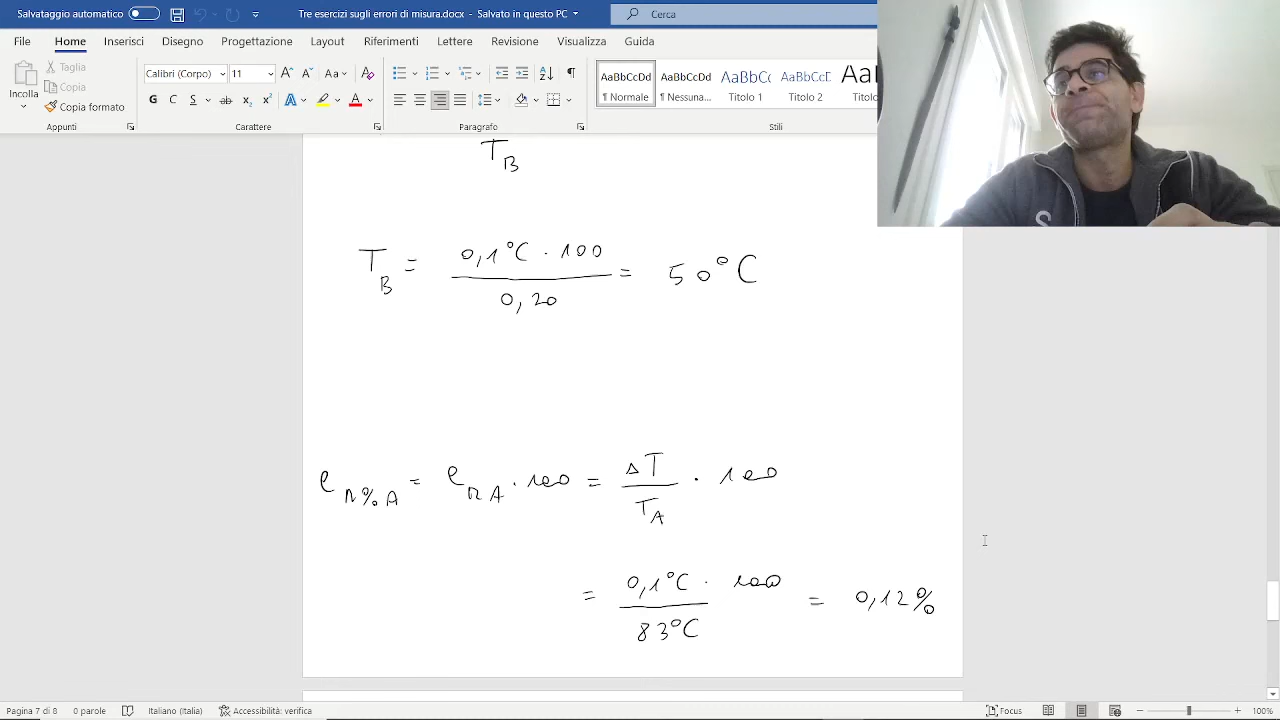 Salvataggio automatico
Tre esercizi sugli errori di misura.docx - Salvato in questo PC
Cerca
File Home Inserisci Disegno Progettazione Layout Riferimenti Lettere Revisione Visualizza Guida
Incolla
Taglia
Copia
Copia formato
Appunti
Calibri (Corpo) 11
G C S
Carattere
Paragrafo
AaBbCcDd AaBbCcDd AaBbCc AaBbCcD AaB
¶ Normale ¶ Nessuna... Titolo 1 Titolo 2 Titolo
Stili
T_B
T_B = 0,1°C · 100 / 0,20 = 50°C
e_R%A = e_RA · 100 = ΔT / T_A · 100
= 0,1°C · 100 / 83°C = 0,12%
Pagina 7 di 8 0 parole Italiano (Italia) Accessibilità: verifica Focus 100%